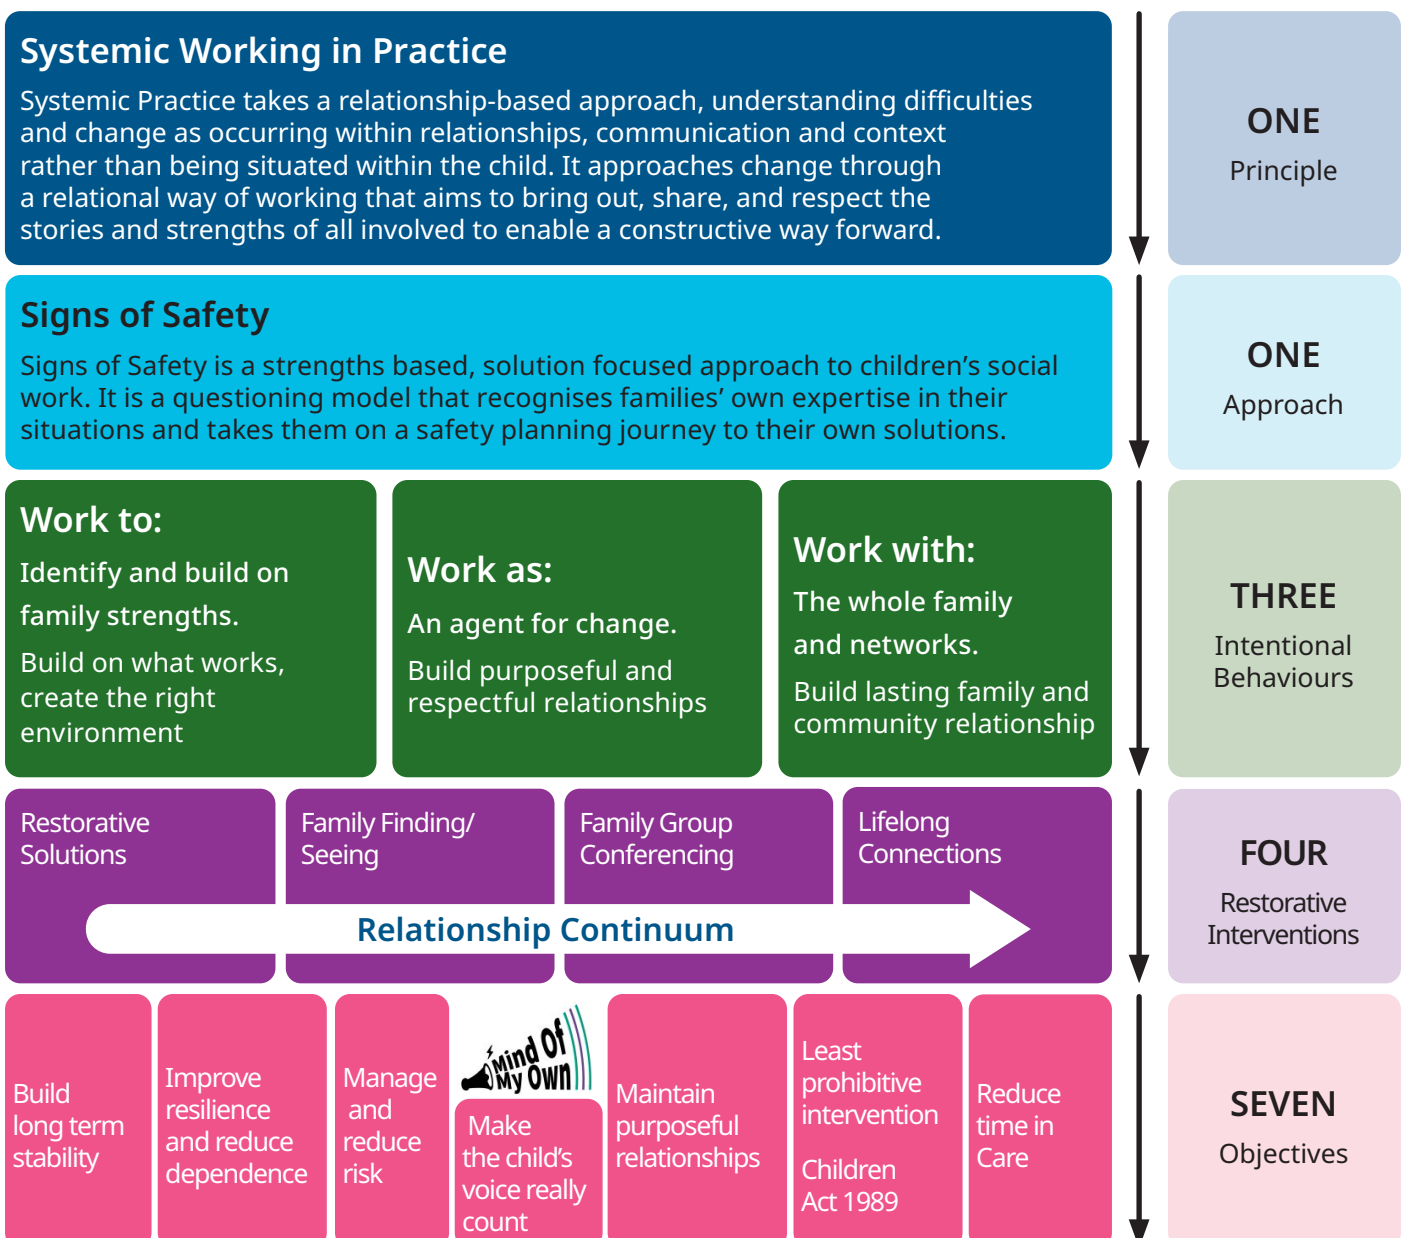 Systemic Working in Practice
Systemic Practice takes a relationship-based approach, understanding difficulties
and change as occurring within relationships, communication and context
rather than being situated within the child. It approaches change through
a relational way of working that aims to bring out, share, and respect the
stories and strengths of all involved to enable a constructive way forward.
ONE
Principle
Signs of Safety
Signs of Safety is a strengths based, solution focused approach to children’s social
work. It is a questioning model that recognises families’ own expertise in their
situations and takes them on a safety planning journey to their own solutions.
ONE
Approach
Work to:
Identify and build on
family strengths.
Build on what works,
create the right
environment
Work as:
An agent for change.
Build purposeful and
respectful relationships
Work with:
The whole family
and networks.
Build lasting family and
community relationship
THREE
Intentional
Behaviours
Restorative
Solutions
Family Finding/
Seeing
Family Group
Conferencing
Lifelong
Connections
Relationship Continuum
FOUR
Restorative
Interventions
Build
long term
stability
Improve
resilience
and reduce
dependence
Manage
and
reduce
risk
Mind Of
My Own
Make
the child’s
voice really
count
Maintain
purposeful
relationships
Least
prohibitive
intervention
Children
Act 1989
Reduce
time in
Care
SEVEN
Objectives